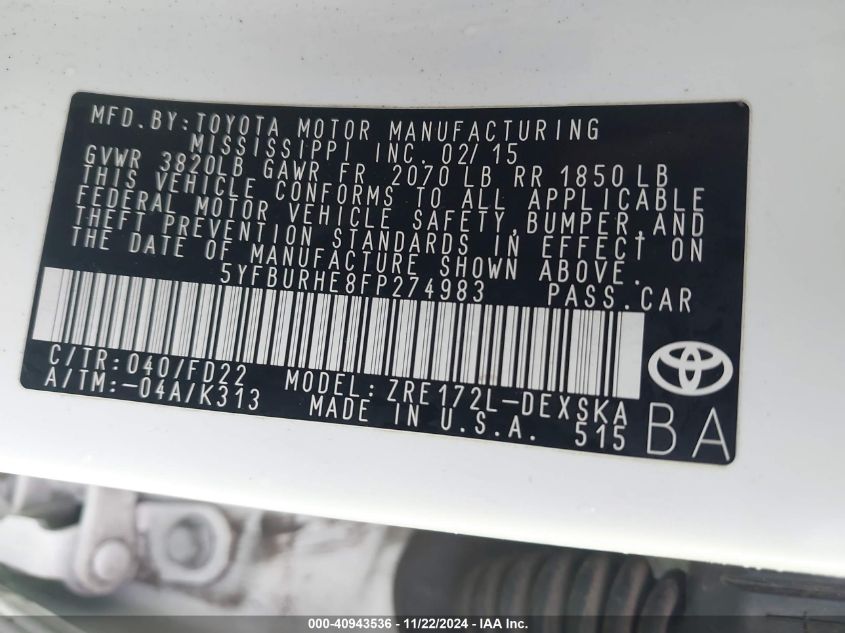 MFD.BY:TOYOTA MOTOR MANUFACTURING
MISSISSIPPI INC. 02/15
GVWR 3820LB GAWR FR 2070 LB RR 1850 LB
THIS VEHICLE CONFORMS TO ALL APPLICABLE
FEDERAL MOTOR VEHICLE SAFETY,BUMPER,AND
THEFT PREVENTION STANDARDS IN EFFECT ON
THE DATE OF MANUFACTURE SHOWN ABOVE.
5YFBURHE8FP274983 PASS.CAR
C/TR:040/FD22 MODEL:ZRE172L-DEXSKA
A/TM:-04A/K313 MADE IN U.S.A. 515
BA
000-40943536 - 11/22/2024 - IAA Inc.